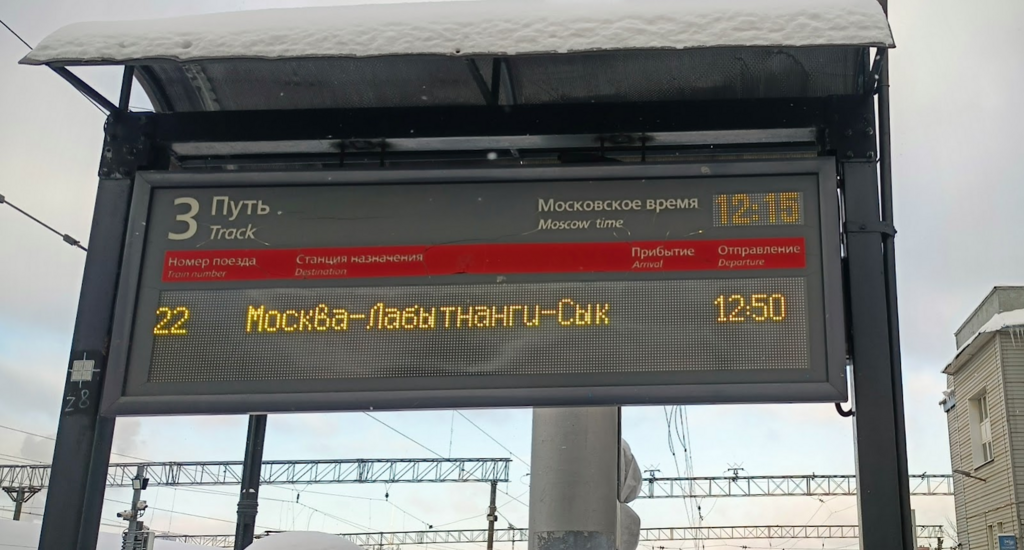 3 Путь
Track
Московское время 12:15
Moscow time
Номер поезда Станция назначения Прибытие Отправление
Train number Destination Arrival Departure
22 Москва-Лабытнанги-Сык 12:50
Z8